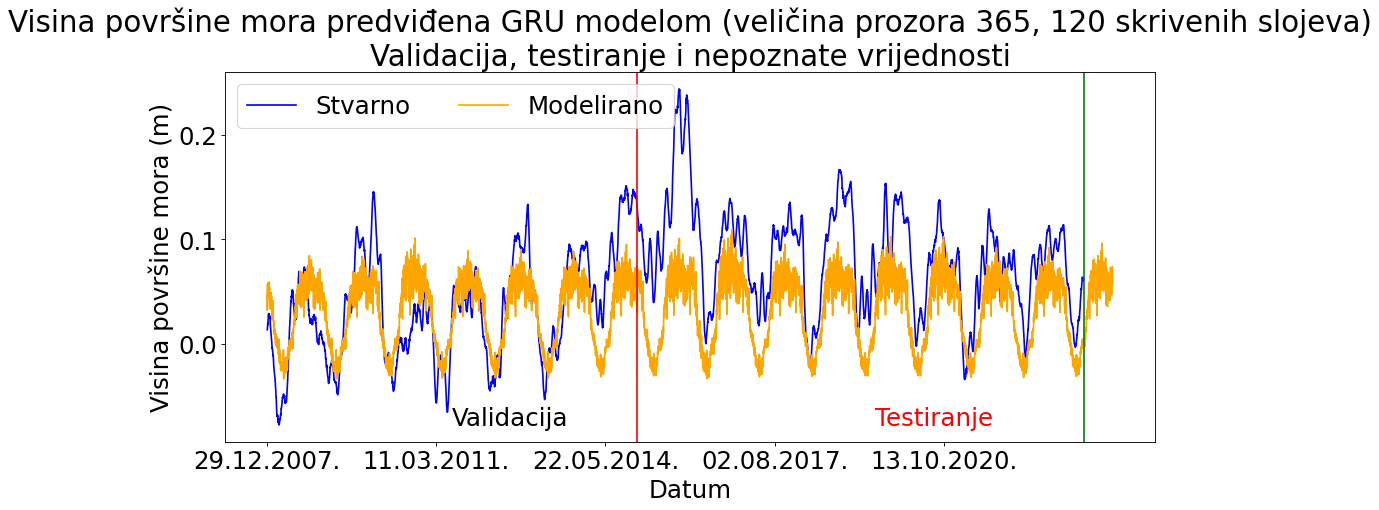 Visina površine mora predviđena GRU modelom (veličina prozora 365, 120 skrivenih slojeva)
Validacija, testiranje i nepoznate vrijednosti
Stvarno
Modelirano
Visina površine mora (m)
0.2
0.1
0.0
Validacija
Testiranje
29.12.2007.
11.03.2011.
22.05.2014.
02.08.2017.
13.10.2020.
Datum